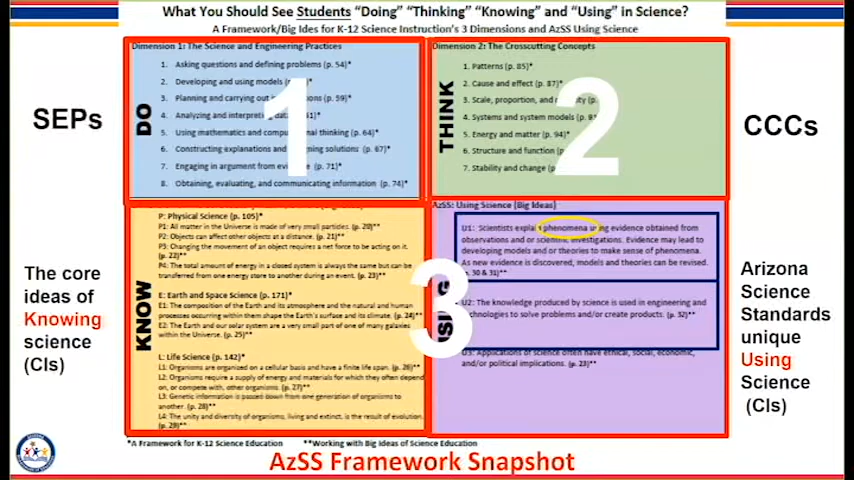 What You Should See Students “Doing” “Thinking” “Knowing” and “Using” in Science?
A Framework/Big Ides for K-12 Science Instruction's 3 Dimensions and AzSS Using Science
SEPs
Dimension 1: The Science and Engineering Practices
DO
1. Asking questions and defining problems (p. 54)*
2. Developing and using models
3. Planning and carrying out (p. 59)*
4. Analyzing and interpreting
5. Using mathematics and thinking (p. 64)*
6. Constructing explanations and solutions (p. 67)*
7. Engaging in argument from (p. 71)*
8. Obtaining, evaluating, and communicating information (p. 74)*
1
Dimension 2: The Crosscutting Concepts
THINK
1. Patterns (p. 85)*
2. Cause and effect (p. 87)*
3. Scale, proportion, and (p.
4. Systems and system models (p.
5. Energy and matter (p. 94)*
6. Structure and function
7. Stability and change
2
CCCs
The core
ideas of
Knowing
science
(CIs)
KNOW
P: Physical Science (p. 105)*
P1: All matter in the Universe is made of very small particles. (p. 20)**
P2: Objects can affect other objects at a distance. (p. 21)**
P3: Changing the movement of an object requires a net force to be acting on it.
(p. 22)**
P4: The total amount of energy in a closed system is always the same but can be
transferred from one energy store to another during an event. (p. 23)**
E: Earth and Space Science (p. 171)*
E1: The composition of the Earth and its atmosphere and the natural and human
processes occurring within them shape the Earth's surface and its climate. (p. 24)**
E2: The Earth and our solar system are a very small part of one of many galaxies
within the Universe. (p. 25)**
L: Life Science (p. 142)*
L1: Organisms are organized on a cellular basis and have a finite life span. (p. 26)**
L2: Organisms require a supply of energy and materials for which they often depend
on, or compete with, other organisms. (p. 27)**
L3: Genetic information is passed down from one generation of organisms to
another. (p. 28)**
L4: The unity and diversity of organisms, living and extinct, is the result of evolution.
(p. 29)**
AzSS: Using Science (Big Ideas)
U1: Scientists explain phenomena using evidence obtained from
observations and or scientific investigations. Evidence may lead to
developing models and or theories to make sense of phenomena.
As new evidence is discovered, models and theories can be revised.
(p. 30 & 31)**
U2: The knowledge produced by science is used in engineering and
technologies to solve problems and/or create products. (p. 32)**
U3: Applications of science often have ethical, social, economic,
and/or political implications. (p. 23)**
3
Arizona
Science
Standards
unique
Using
Science
(CIs)
*A Framework for K-12 Science Education **Working with Big Ideas of Science Education
AzSS Framework Snapshot